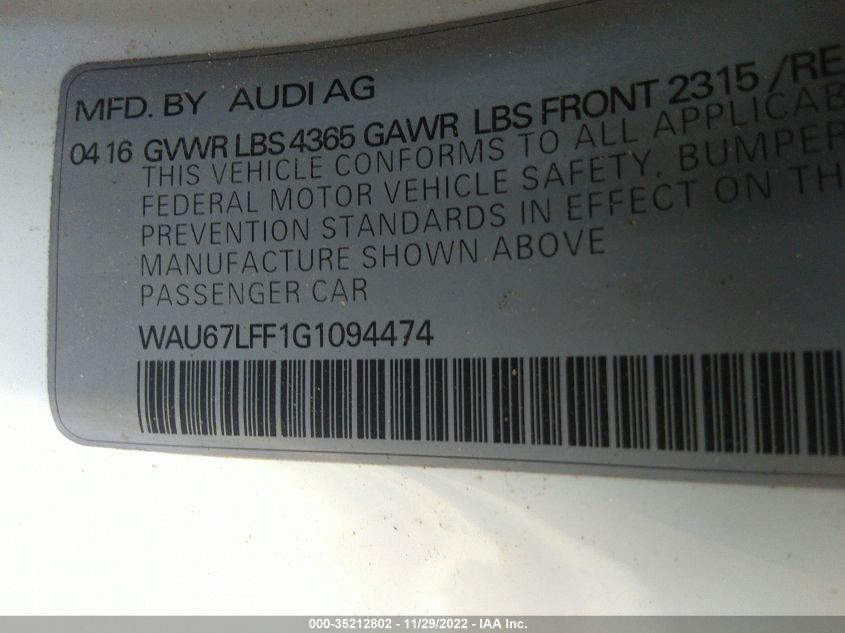 MFD. BY AUDI AG
04 16 GVWR LBS 4365 GAWR LBS FRONT 2315 /RE
THIS VEHICLE CONFORMS TO ALL APPLICAB
FEDERAL MOTOR VEHICLE SAFETY, BUMPER
PREVENTION STANDARDS IN EFFECT ON TH
MANUFACTURE SHOWN ABOVE
PASSENGER CAR
WAU67LFF1G1094474
000-35212802 - 11/29/2022 - IAA Inc.